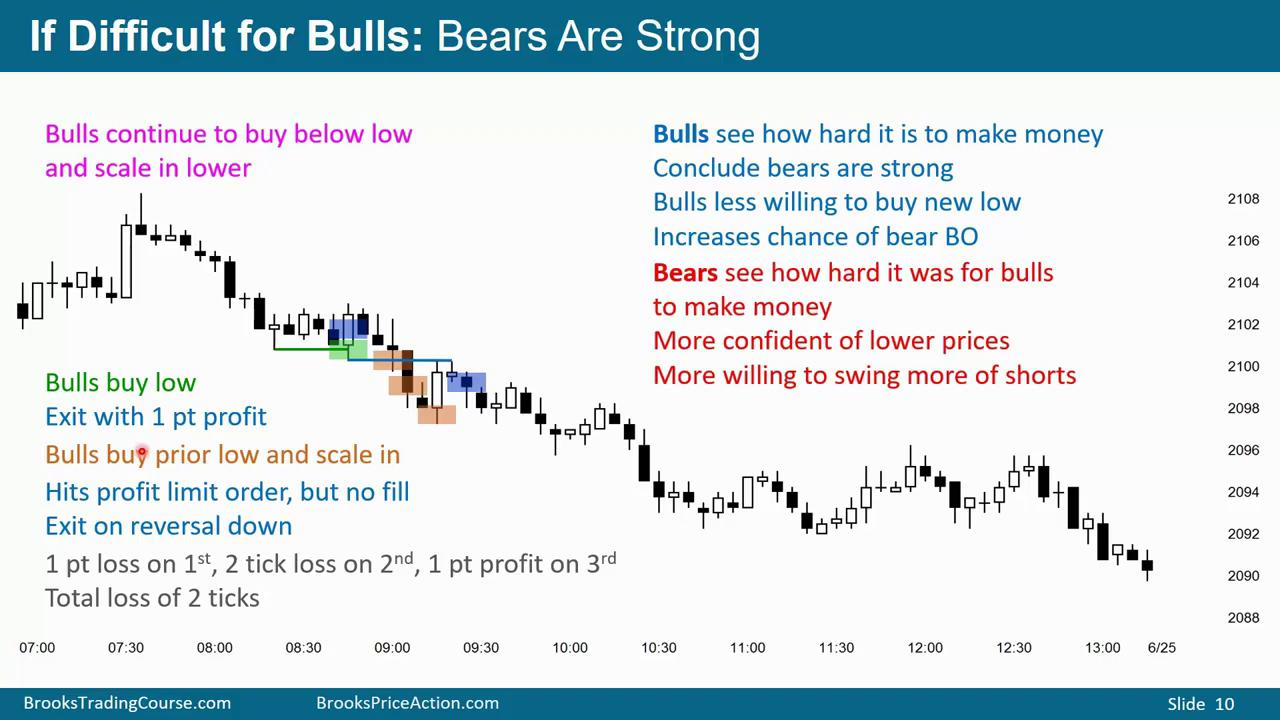 If Difficult for Bulls: Bears Are Strong
Bulls continue to buy below low
and scale in lower
Bulls see how hard it is to make money
Conclude bears are strong
Bulls less willing to buy new low
Increases chance of bear BO
Bears see how hard it was for bulls
to make money
More confident of lower prices
More willing to swing more of shorts
Bulls buy low
Exit with 1 pt profit
Bulls buy prior low and scale in
Hits profit limit order, but no fill
Exit on reversal down
1 pt loss on 1st, 2 tick loss on 2nd, 1 pt profit on 3rd
Total loss of 2 ticks
2108
2106
2104
2102
2100
2098
2096
2094
2092
2090
2088
07:00 07:30 08:00 08:30 09:00 09:30 10:00 10:30 11:00 11:30 12:00 12:30 13:00 6/25
BrooksTradingCourse.com BrooksPriceAction.com Slide 10